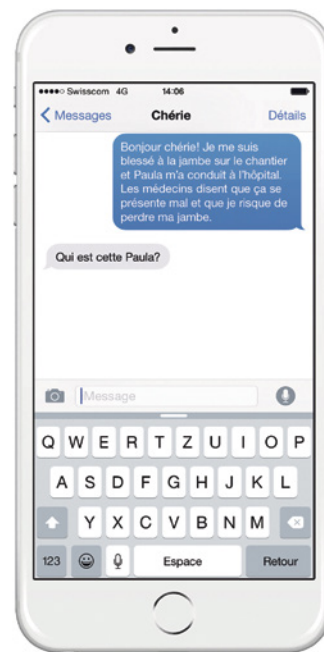 Swisscom 4G 14:06
Messages Chérie Détails
Bonjour chérie! Je me suis
blessé à la jambe sur le chantier
et Paula m'a conduit à l'hôpital.
Les médecins disent que ça se
présente mal et que je risque de
perdre ma jambe.
Qui est cette Paula?
Message
Q W E R T Z U I O P
A S D F G H J K L
Y X C V B N M
123 Espace Retour